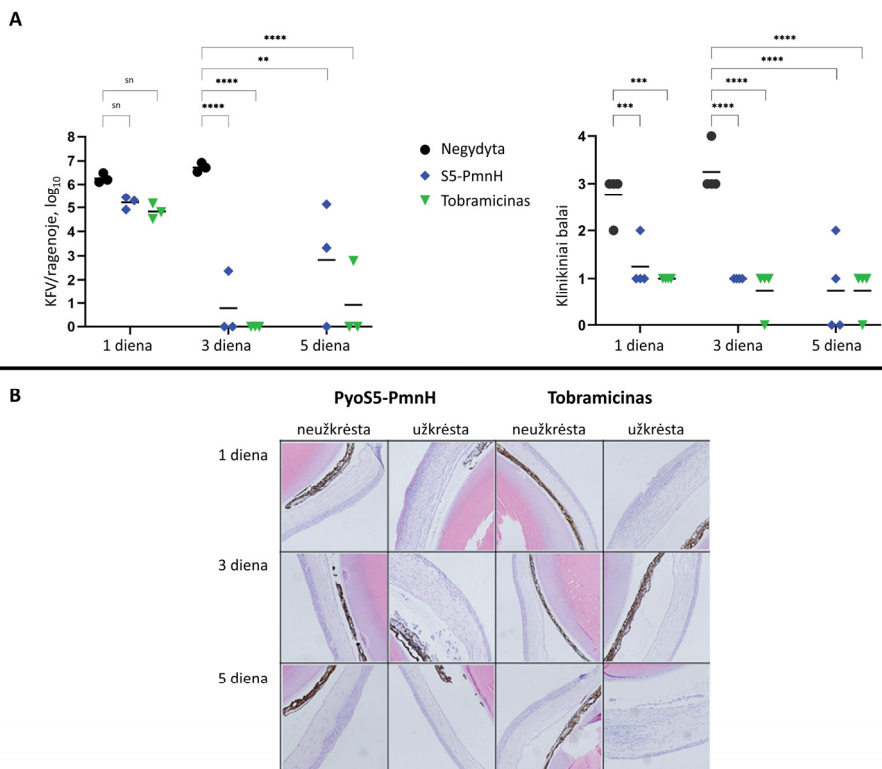 A
****
**
****
****
sn
sn
8
7
6
5
4
3
2
1
0
KFV/ragenoje, log10
1 diena
3 diena
5 diena
Negydyta
S5-PmnH
Tobramicinas
****
****
***
****
***
****
4
3
2
1
0
Klinikiniai balai
1 diena
3 diena
5 diena
B
PyoS5-PmnH
Tobramicinas
neužkrėsta
užkrėsta
neužkrėsta
užkrėsta
1 diena
3 diena
5 diena